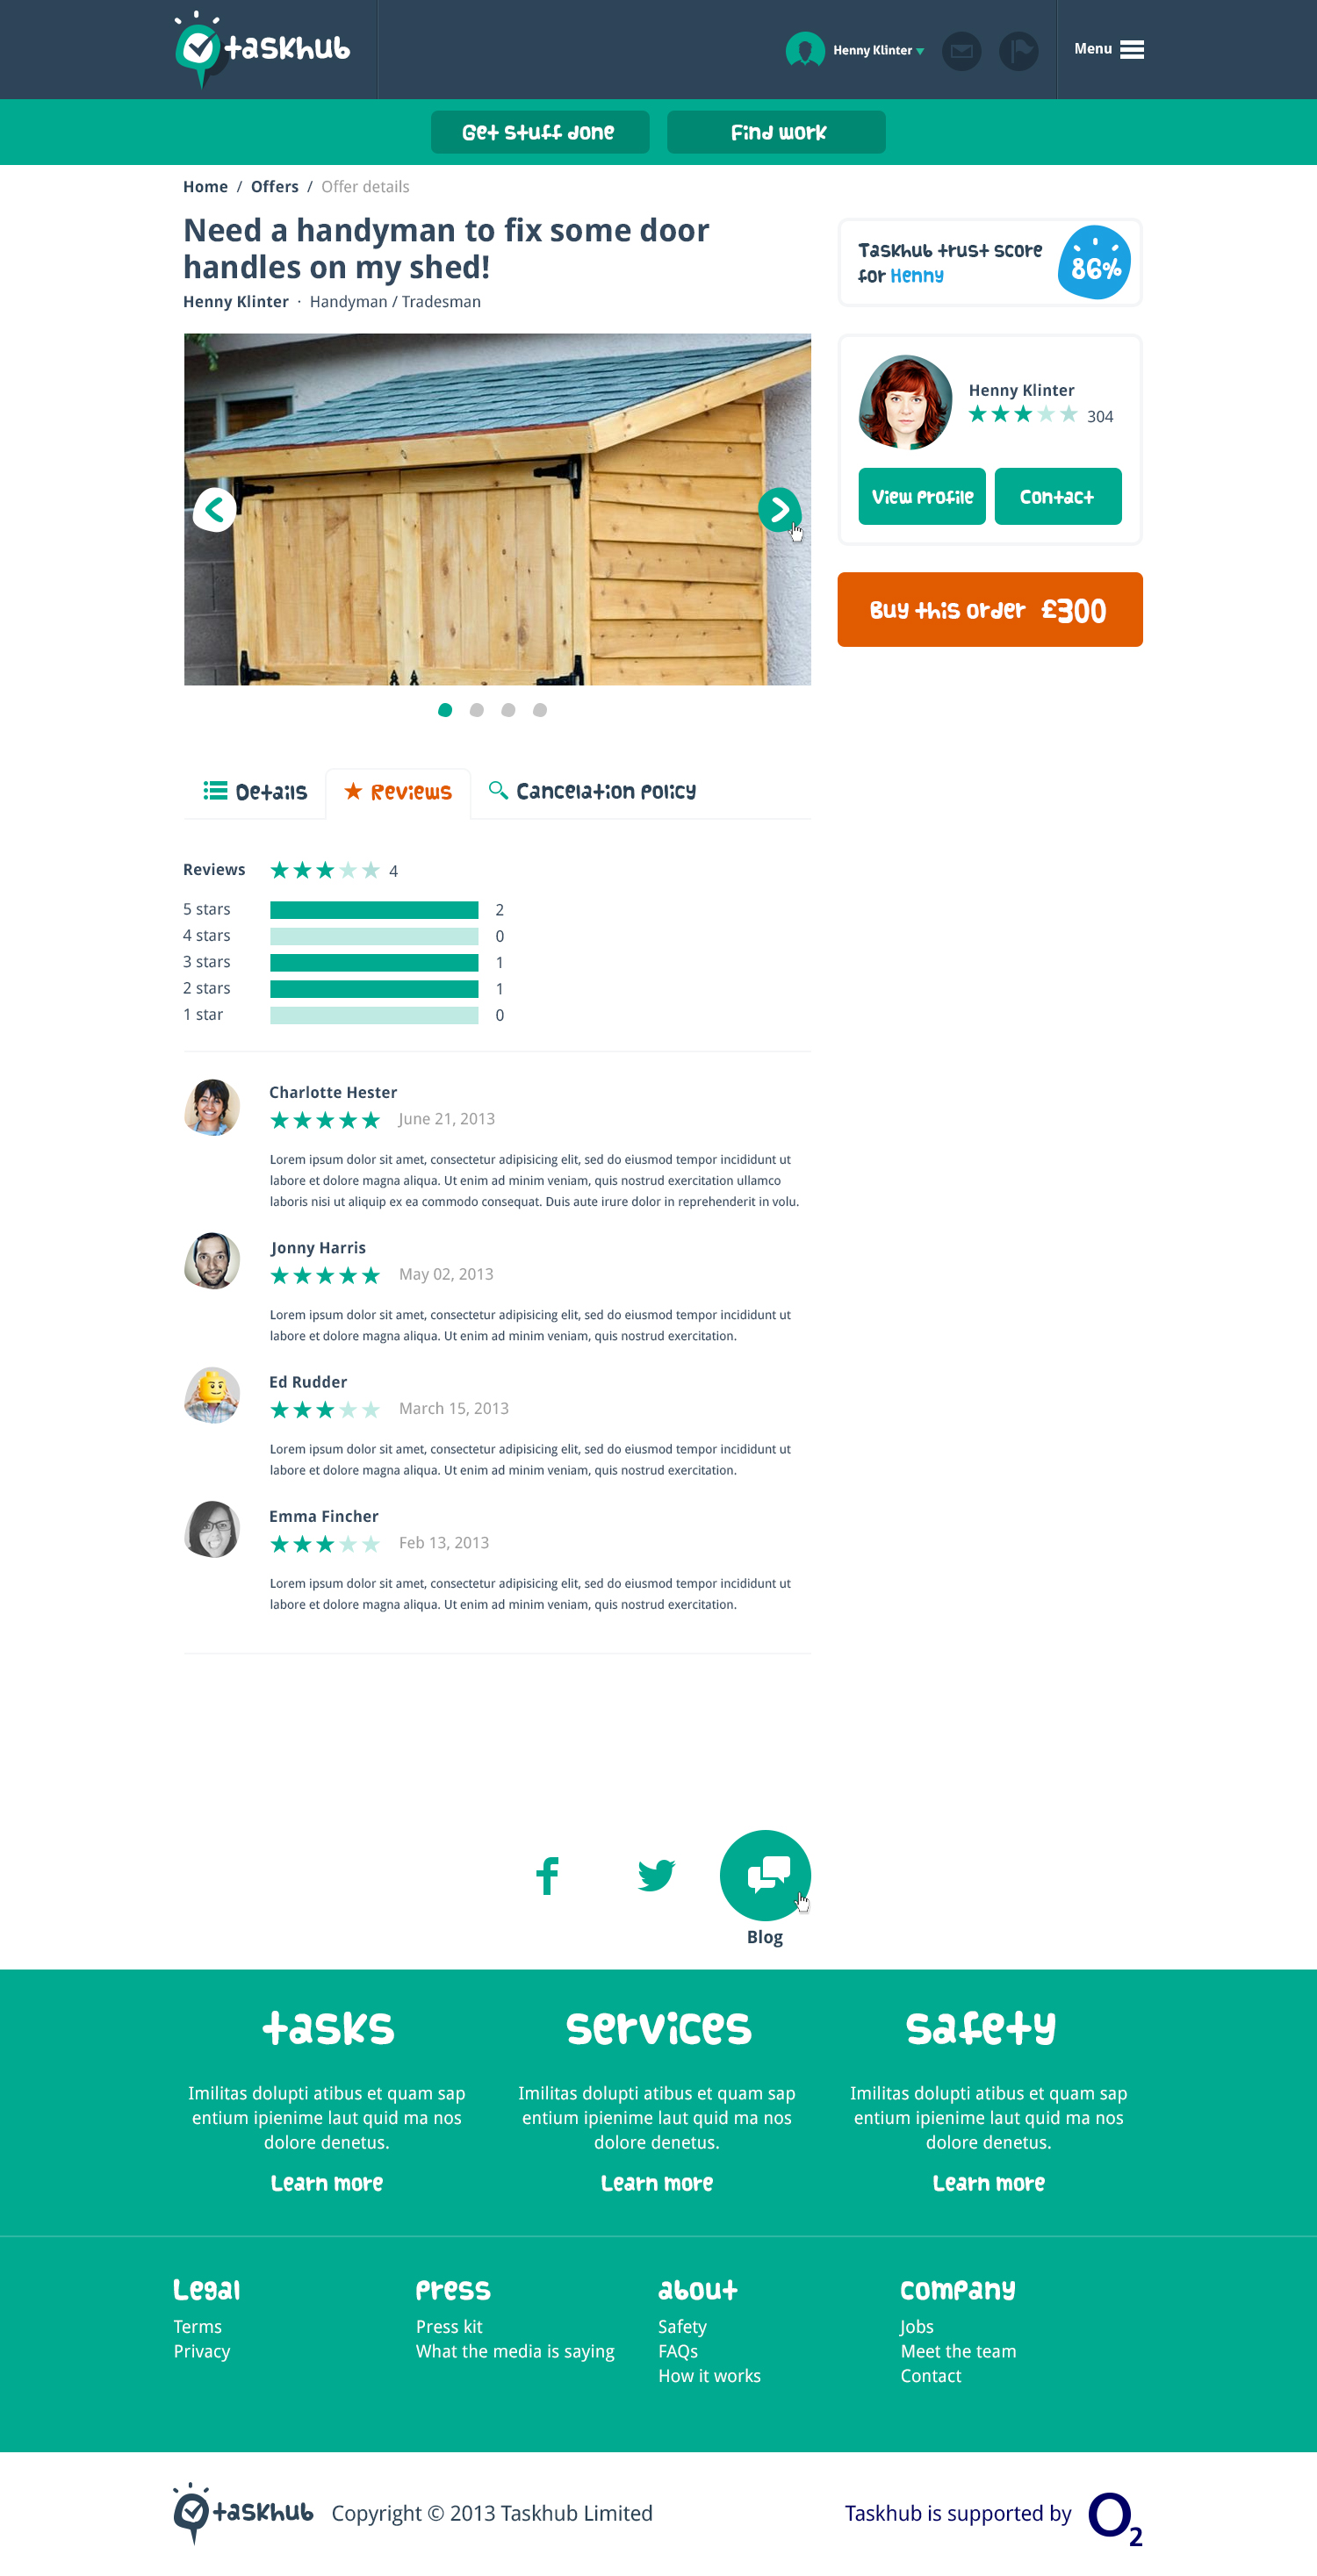 taskhub
Henny Klinter
Menu
Get stuff done
Find work
Home / Offers / Offer details
Need a handyman to fix some door
handles on my shed!
Henny Klinter · Handyman / Tradesman
Taskhub trust score
for Henny
86%
Henny Klinter
304
View Profile
Contact
Buy this order £300
Details
Reviews
Cancelation Policy
Reviews 4
5 stars 2
4 stars 0
3 stars 1
2 stars 1
1 star 0
Charlotte Hester
June 21, 2013
Lorem ipsum dolor sit amet, consectetur adipisicing elit, sed do eiusmod tempor incididunt ut
labore et dolore magna aliqua. Ut enim ad minim veniam, quis nostrud exercitation ullamco
laboris nisi ut aliquip ex ea commodo consequat. Duis aute irure dolor in reprehenderit in volu.
Jonny Harris
May 02, 2013
Lorem ipsum dolor sit amet, consectetur adipisicing elit, sed do eiusmod tempor incididunt ut
labore et dolore magna aliqua. Ut enim ad minim veniam, quis nostrud exercitation.
Ed Rudder
March 15, 2013
Lorem ipsum dolor sit amet, consectetur adipisicing elit, sed do eiusmod tempor incididunt ut
labore et dolore magna aliqua. Ut enim ad minim veniam, quis nostrud exercitation.
Emma Fincher
Feb 13, 2013
Lorem ipsum dolor sit amet, consectetur adipisicing elit, sed do eiusmod tempor incididunt ut
labore et dolore magna aliqua. Ut enim ad minim veniam, quis nostrud exercitation.
Blog
tasks
Imilitas dolupti atibus et quam sap
entium ipienime laut quid ma nos
dolore denetus.
Learn more
services
Imilitas dolupti atibus et quam sap
entium ipienime laut quid ma nos
dolore denetus.
Learn more
safety
Imilitas dolupti atibus et quam sap
entium ipienime laut quid ma nos
dolore denetus.
Learn more
Legal
Terms
Privacy
press
Press kit
What the media is saying
about
Safety
FAQs
How it works
company
Jobs
Meet the team
Contact
taskhub
Copyright © 2013 Taskhub Limited
Taskhub is supported by O2